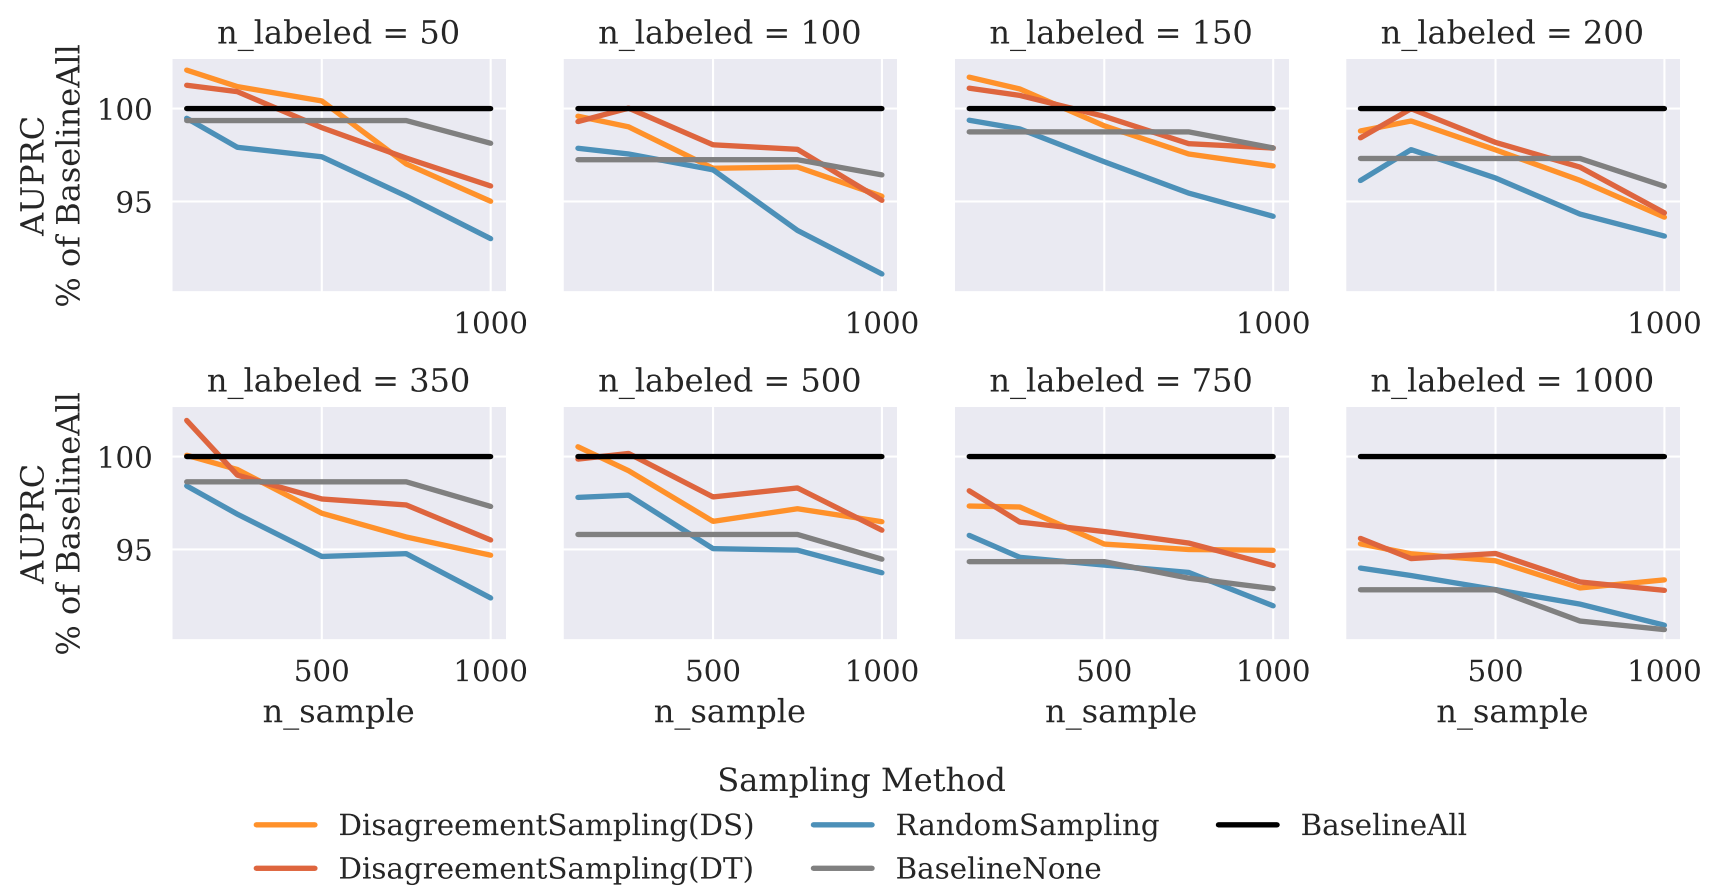 n_labeled = 50
n_labeled = 100
n_labeled = 150
n_labeled = 200
AUPRC
% of BaselineAll
100
95
1000
1000
1000
1000
n_labeled = 350
n_labeled = 500
n_labeled = 750
n_labeled = 1000
AUPRC
% of BaselineAll
100
95
500
1000
500
1000
500
1000
500
1000
n_sample
n_sample
n_sample
n_sample
Sampling Method
DisagreementSampling(DS)
RandomSampling
BaselineAll
DisagreementSampling(DT)
BaselineNone